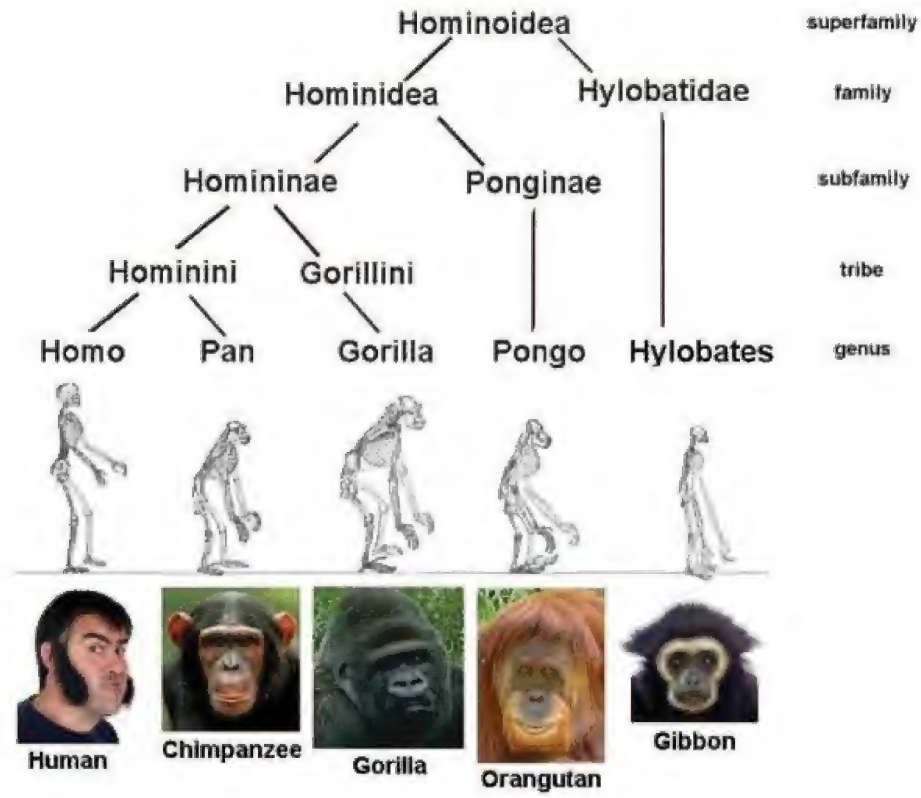 Hominoidea superfamily
Hominidea Hylobatidae family
Homininae Ponginae subfamily
Hominini Gorillini tribe
Homo Pan Gorilla Pongo Hylobates genus
Human Chimpanzee Gorilla Orangutan Gibbon